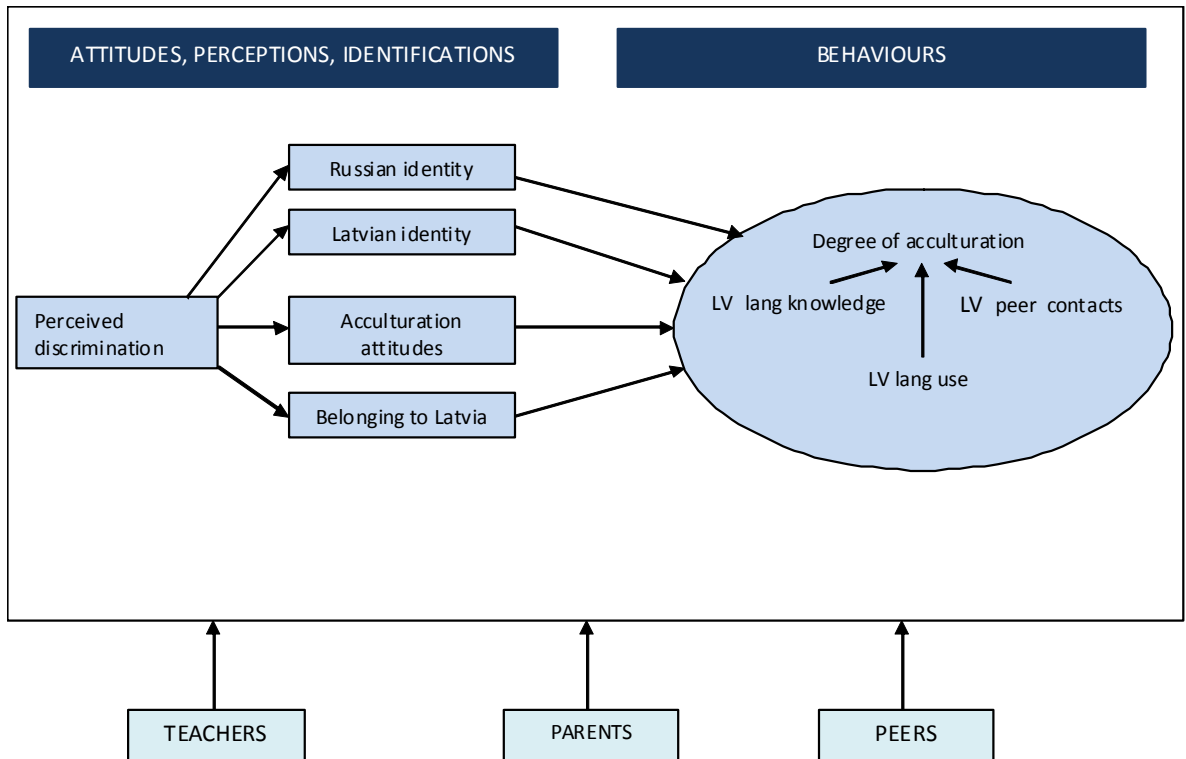 ATTITUDES, PERCEPTIONS, IDENTIFICATIONS
BEHAVIOURS
Russian identity
Latvian identity
Perceived
discrimination
Acculturation
attitudes
Belonging to Latvia
Degree of acculturation
LV lang knowledge
LV peer contacts
LV lang use
TEACHERS
PARENTS
PEERS